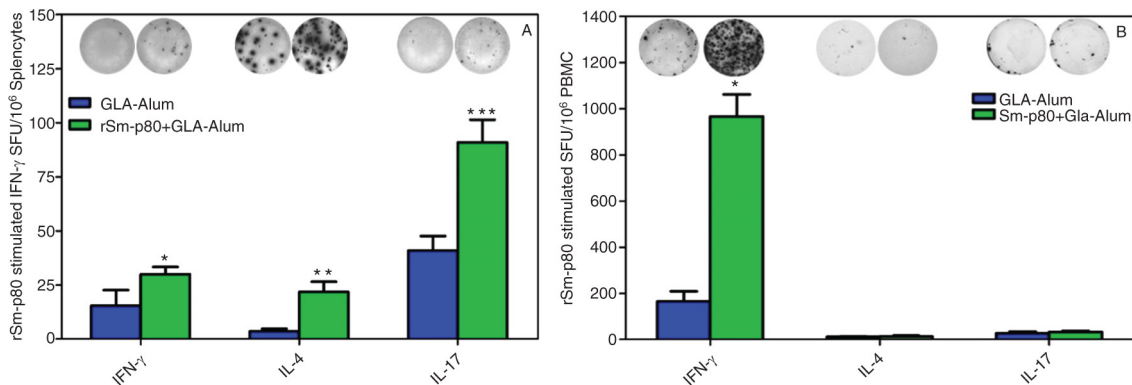 rSm-p80 stimulated IFN-γ SFU/10⁶ Splencytes
150
125
100
75
50
25
0
A
GLA-Alum
rSm-p80+GLA-Alum
*
**
***
IFN-γ
IL-4
IL-17
rSm-p80 stimulated SFU/10⁶ PBMC
1400
1200
1000
800
600
400
200
0
B
*
GLA-Alum
Sm-p80+Gla-Alum
IFN-γ
IL-4
IL-17